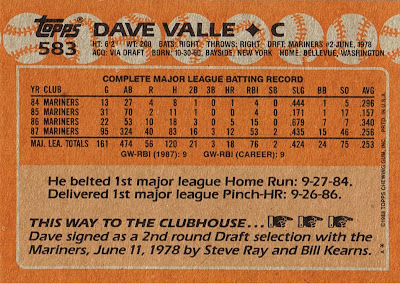 topps DAVE VALLE ♦ C
583 HT: 6'2" WT: 200 BATS: RIGHT THROWS: RIGHT DRFT: MARINERS #2-JUNE, 1978
ACQ: VIA DRAFT BORN: 10-30-60, BAYSIDE, NEW YORK HOME: BELLEVUE, WASHINGTON
COMPLETE MAJOR LEAGUE BATTING RECORD
YR CLUB G AB R H 2B 3B HR RBI SB SLG BB SO AVG
84 MARINERS 13 27 4 8 1 0 1 4 0 .444 1 5 .296
85 MARINERS 31 70 2 11 1 0 0 4 0 .171 1 17 .157
86 MARINERS 22 53 10 18 3 0 5 15 0 .679 7 7 .340
87 MARINERS 95 324 40 83 16 3 12 53 2 .435 15 46 .256
MAJ. LEA. TOTALS 161 474 56 120 21 3 18 76 2 .424 24 75 .253
GW-RBI (1987): 9 GW-RBI (CAREER): 9
He belted 1st major league Home Run: 9-27-84.
Delivered 1st major league Pinch-HR: 9-26-86.
THIS WAY TO THE CLUBHOUSE...
Dave signed as a 2nd round Draft selection with the
Mariners, June 11, 1978 by Steve Ray and Bill Kearns.
©1988 TOPPS CHEWING GUM, INC. PRTD. IN U.S.A.